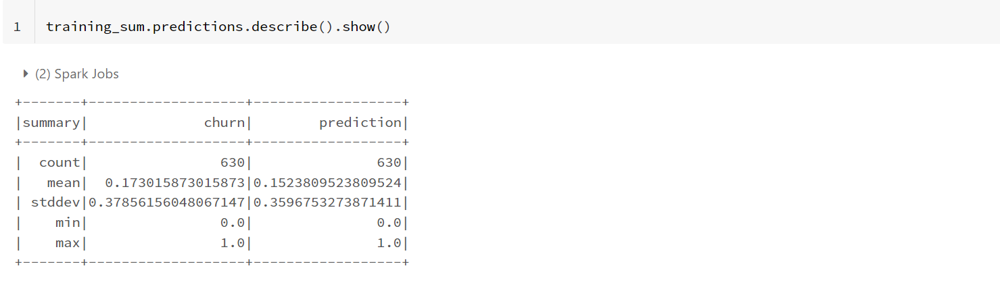 1 training_sum.predictions.describe().show()
(2) Spark Jobs
+-------+-------------------+------------------+
|summary|              churn|        prediction|
+-------+-------------------+------------------+
|  count|                630|               630|
|   mean|  0.173015873015873|0.1523809523809524|
| stddev|0.37856156048067147|0.3596753273871411|
|    min|                0.0|               0.0|
|    max|                1.0|               1.0|
+-------+-------------------+------------------+